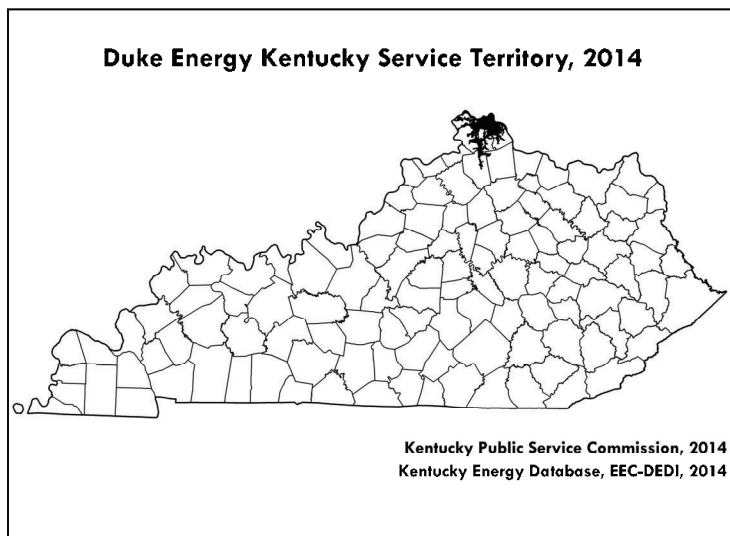 Duke Energy Kentucky Service Territory, 2014
Kentucky Public Service Commission, 2014
Kentucky Energy Database, EEC-DEDI, 2014